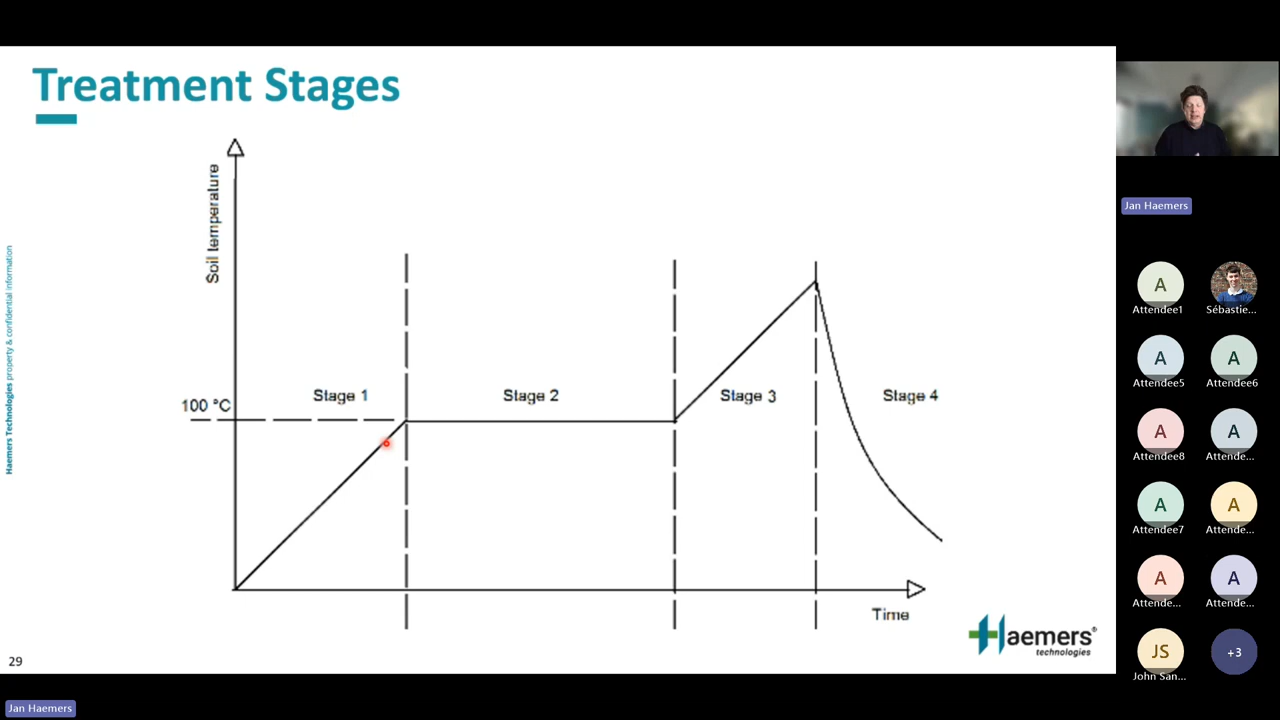 Treatment Stages
Soil temperature
100 °C
Stage 1
Stage 2
Stage 3
Stage 4
Time
Haemers Technologies property & confidential information
Haemers®
technologies
29
Jan Haemers
Jan Haemers
A
Attendee1
Sébastie...
A
Attendee5
A
Attendee6
A
Attendee8
A
Attende...
A
Attendee7
A
Attende...
A
Attende...
A
Attende...
JS
John San...
+3